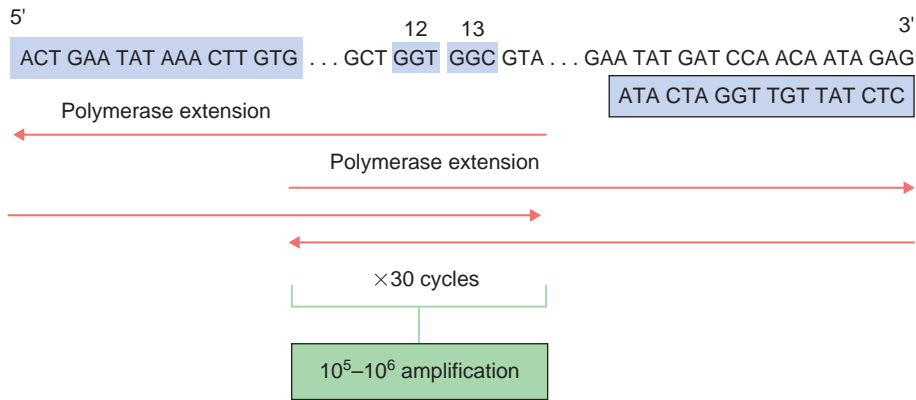 5'
12 13 3'
ACT GAA TAT AAA CTT GTG . . . GCT GGT GGC GTA . . . GAA TAT GAT CCA ACA ATA GAG
ATA CTA GGT TGT TAT CTC
Polymerase extension
Polymerase extension
×30 cycles
10⁵–10⁶ amplification